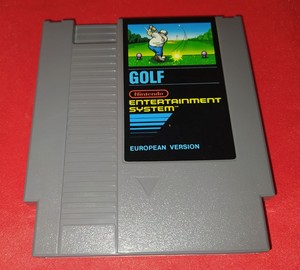 GOLF
Nintendo
ENTERTAINMENT
SYSTEM™
EUROPEAN VERSION